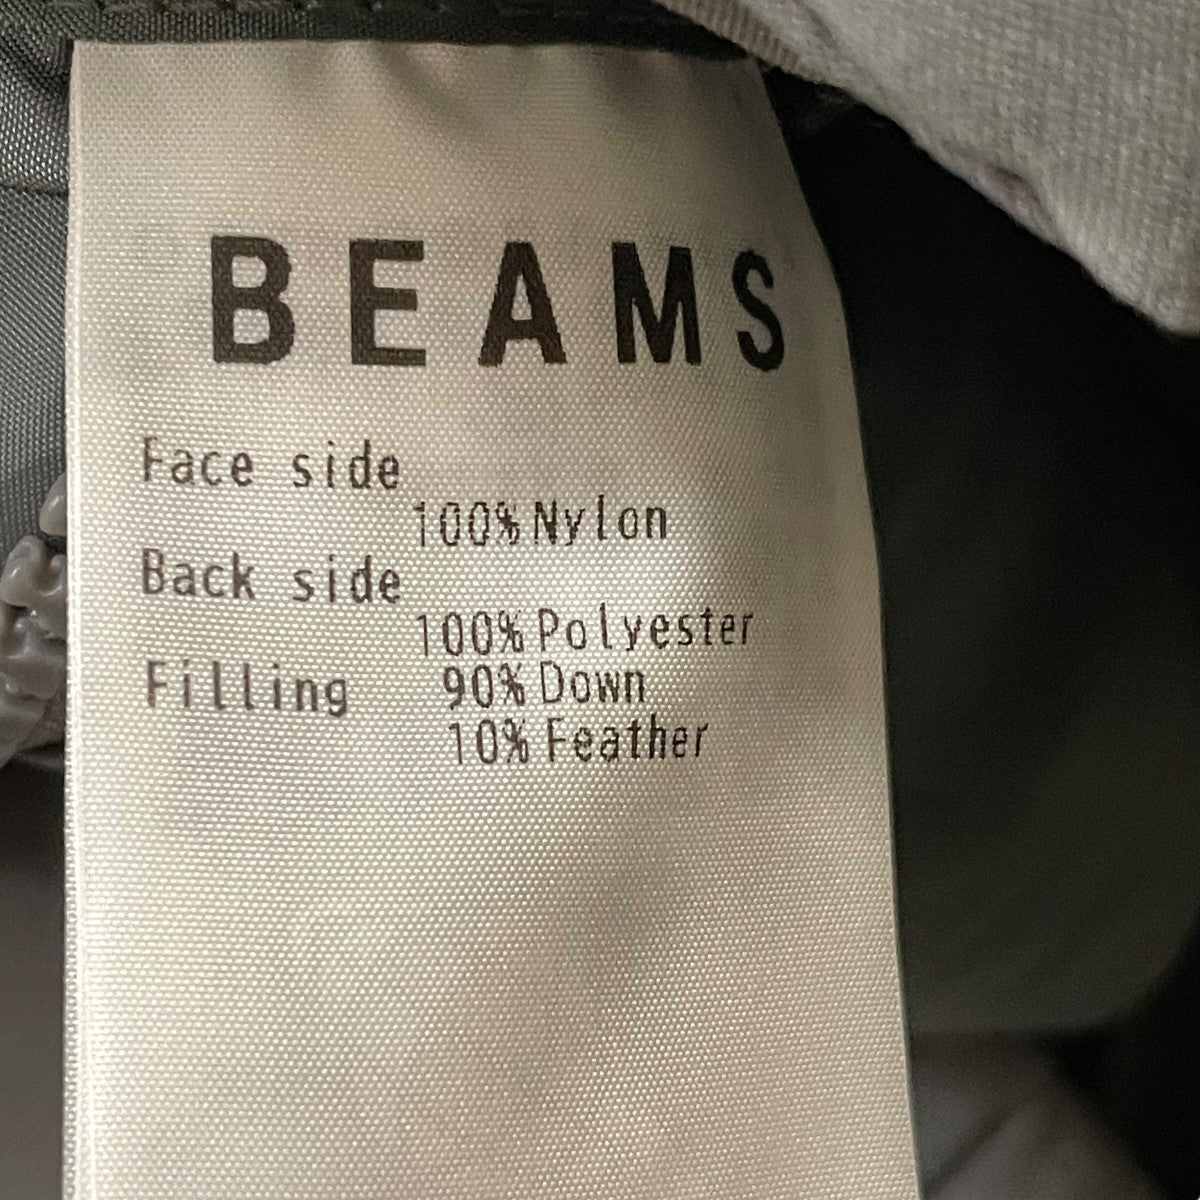 BEAMS
Face side
100%Nylon
Back side
100%Polyester
Filling 90%Down
10%Feather